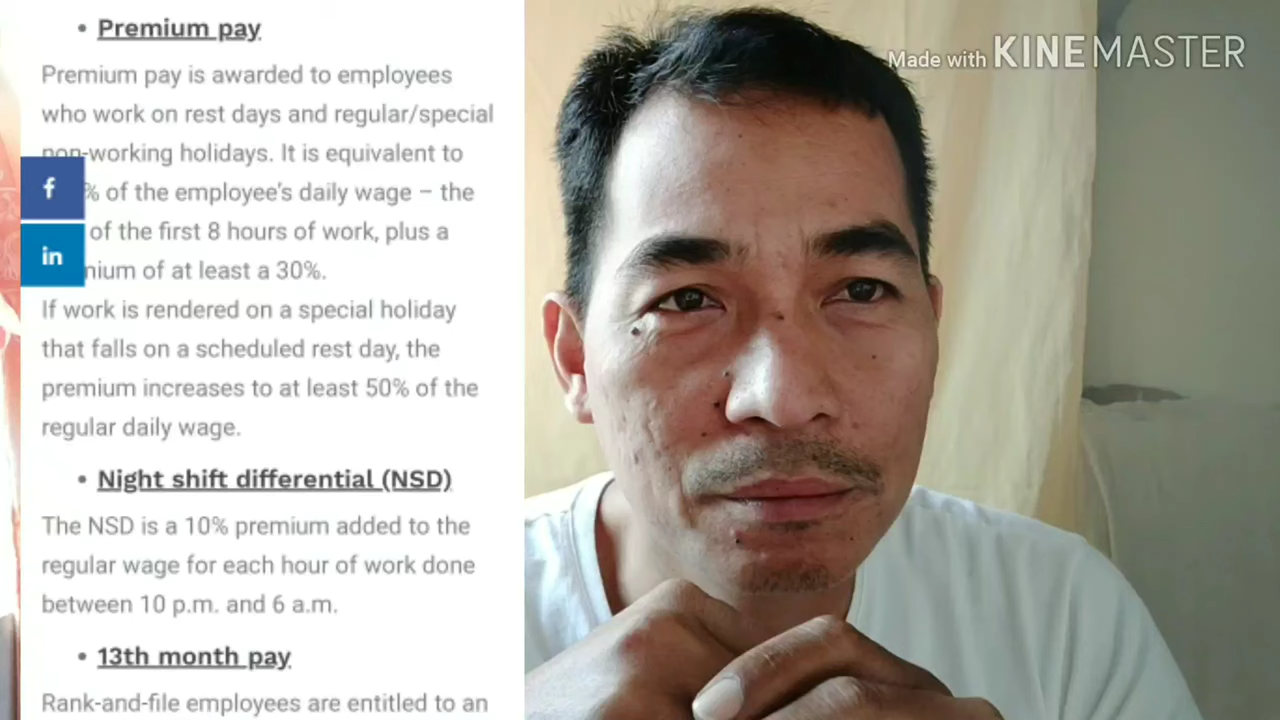 • Premium pay
Premium pay is awarded to employees
who work on rest days and regular/special
non-working holidays. It is equivalent to
% of the employee's daily wage – the
of the first 8 hours of work, plus a
nium of at least a 30%.
If work is rendered on a special holiday
that falls on a scheduled rest day, the
premium increases to at least 50% of the
regular daily wage.
• Night shift differential (NSD)
The NSD is a 10% premium added to the
regular wage for each hour of work done
between 10 p.m. and 6 a.m.
• 13th month pay
Rank-and-file employees are entitled to an
f
in
Made with KINEMASTER